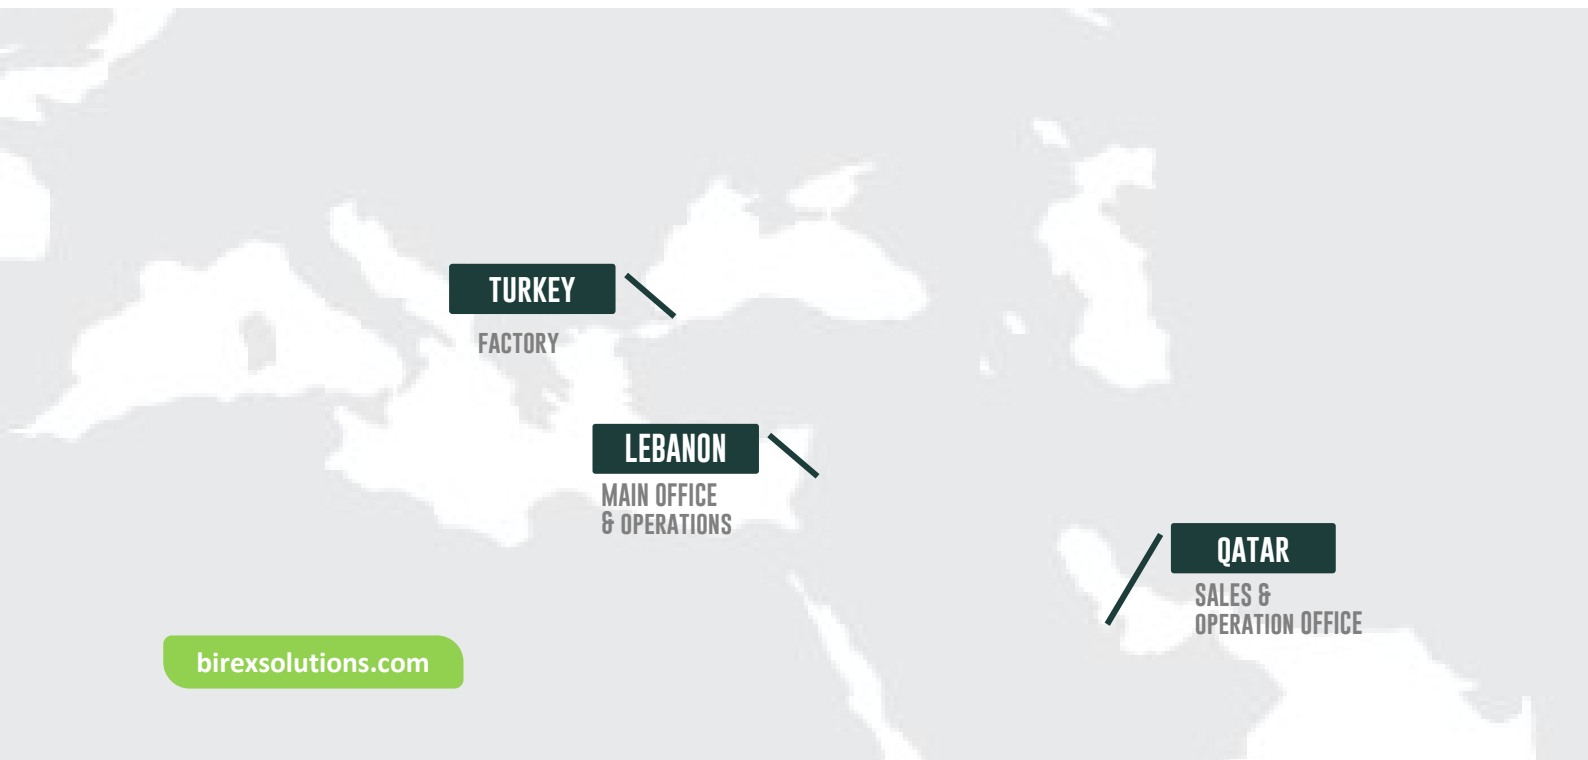 TURKEY
FACTORY
LEBANON
MAIN OFFICE
& OPERATIONS
QATAR
SALES &
OPERATION OFFICE
birexsolutions.com